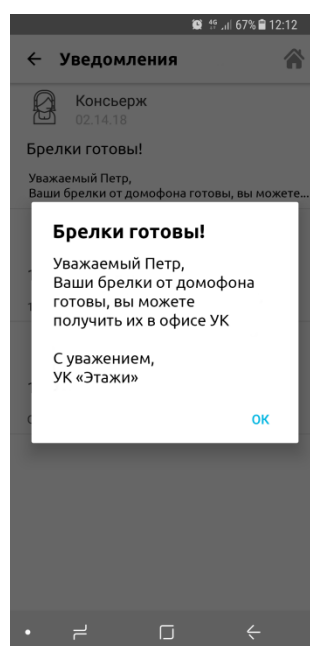 4G 67% 12:12
Уведомления
Консьерж
02.14.18
Брелки готовы!
Уважаемый Петр,
Ваши брелки от домофона готовы, вы можете...
Брелки готовы!
Уважаемый Петр,
Ваши брелки от домофона
готовы, вы можете
получить их в офисе УК
С уважением,
УК «Этажи»
ОК